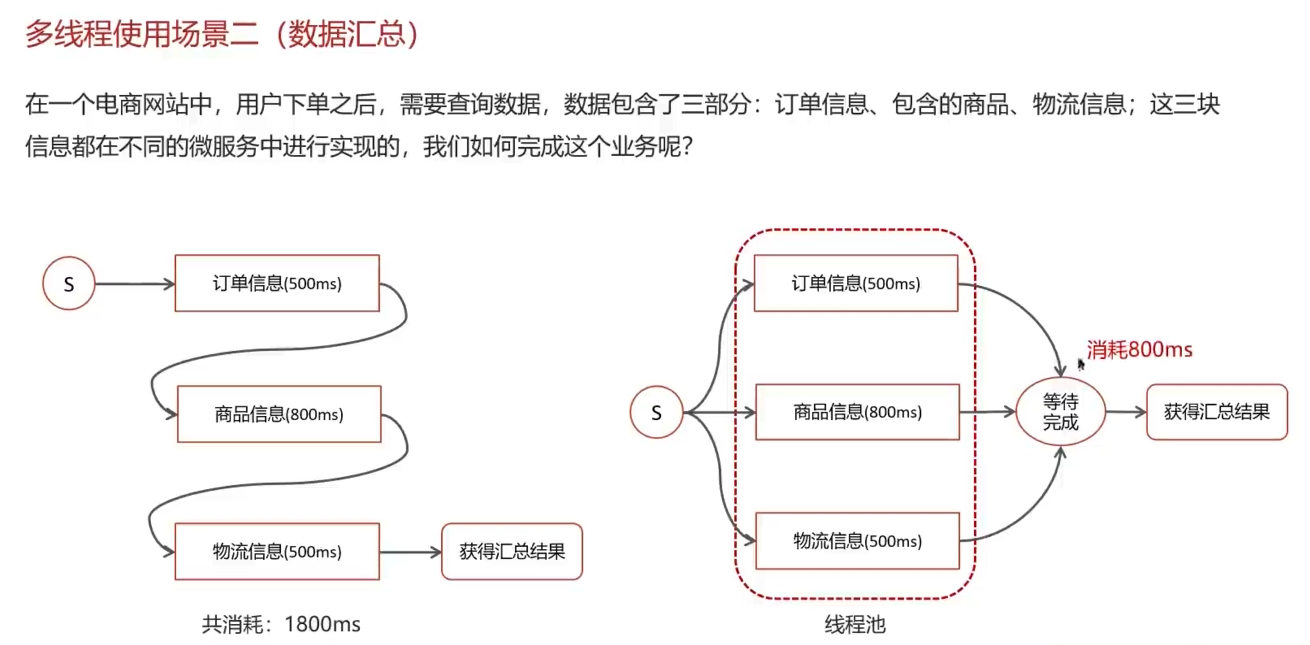 多线程使用场景二（数据汇总）
在一个电商网站中，用户下单之后，需要查询数据，数据包含了三部分：订单信息、包含的商品、物流信息；这三块
信息都在不同的微服务中进行实现的，我们如何完成这个业务呢？
S
订单信息(500ms)
商品信息(800ms)
物流信息(500ms)
获得汇总结果
共消耗：1800ms
S
订单信息(500ms)
商品信息(800ms)
物流信息(500ms)
消耗800ms
等待
完成
获得汇总结果
线程池